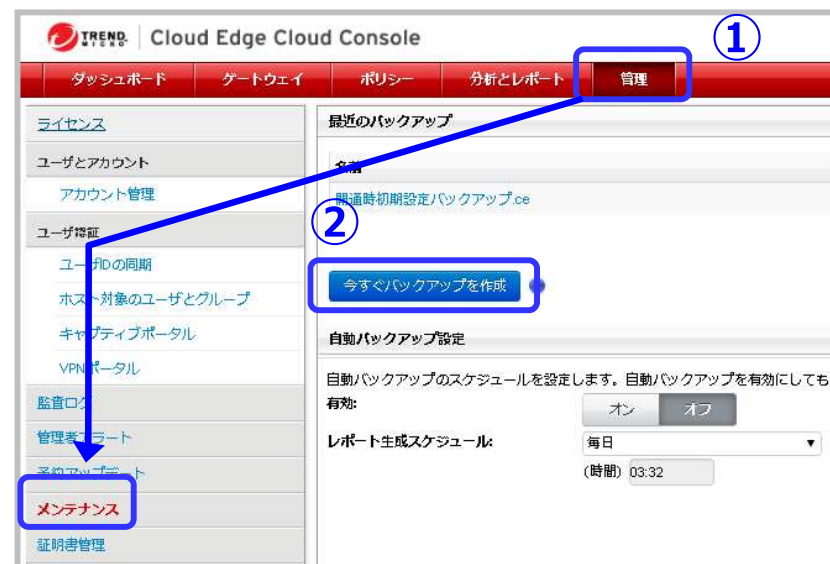 TREND MICRO Cloud Edge Cloud Console
①
ダッシュボード ゲートウェイ ポリシー 分析とレポート 管理
ライセンス
ユーザとアカウント
アカウント管理
ユーザ認証
ユーザIDの同期
ホスト対象のユーザとグループ
キャプティブポータル
VPNポータル
監査ログ
管理者アラート
予約アップデート
メンテナンス
証明書管理
最近のバックアップ
名前
開通時初期設定バックアップ.ce
②
今すぐバックアップを作成
自動バックアップ設定
自動バックアップのスケジュールを設定します。自動バックアップを有効にしても
有効: オン オフ
レポート生成スケジュール: 毎日
(時間) 03:32